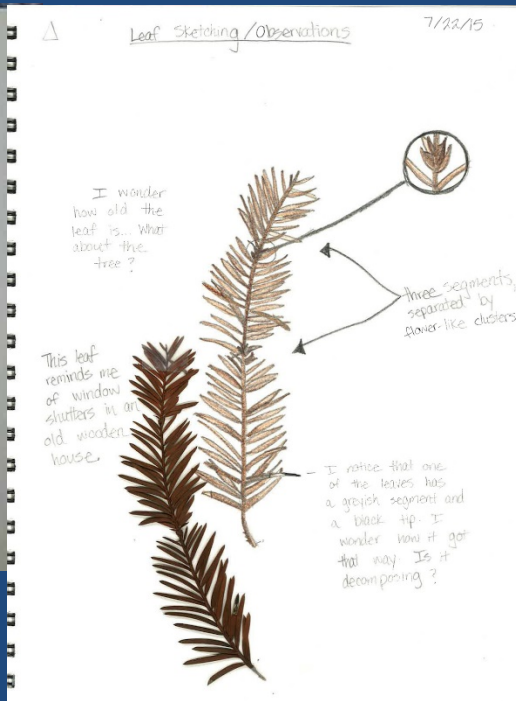 Leaf Sketching/Observations
7/22/15
I wonder
how old the
leaf is... What
about the
tree?
three segments,
separated by
flower-like clusters
This leaf
reminds me
of window
shutters in an
old wooden
house.
I notice that one
of the leaves has
a greyish segment and
a black tip. I
wonder how it got
that way. Is it
decomposing?